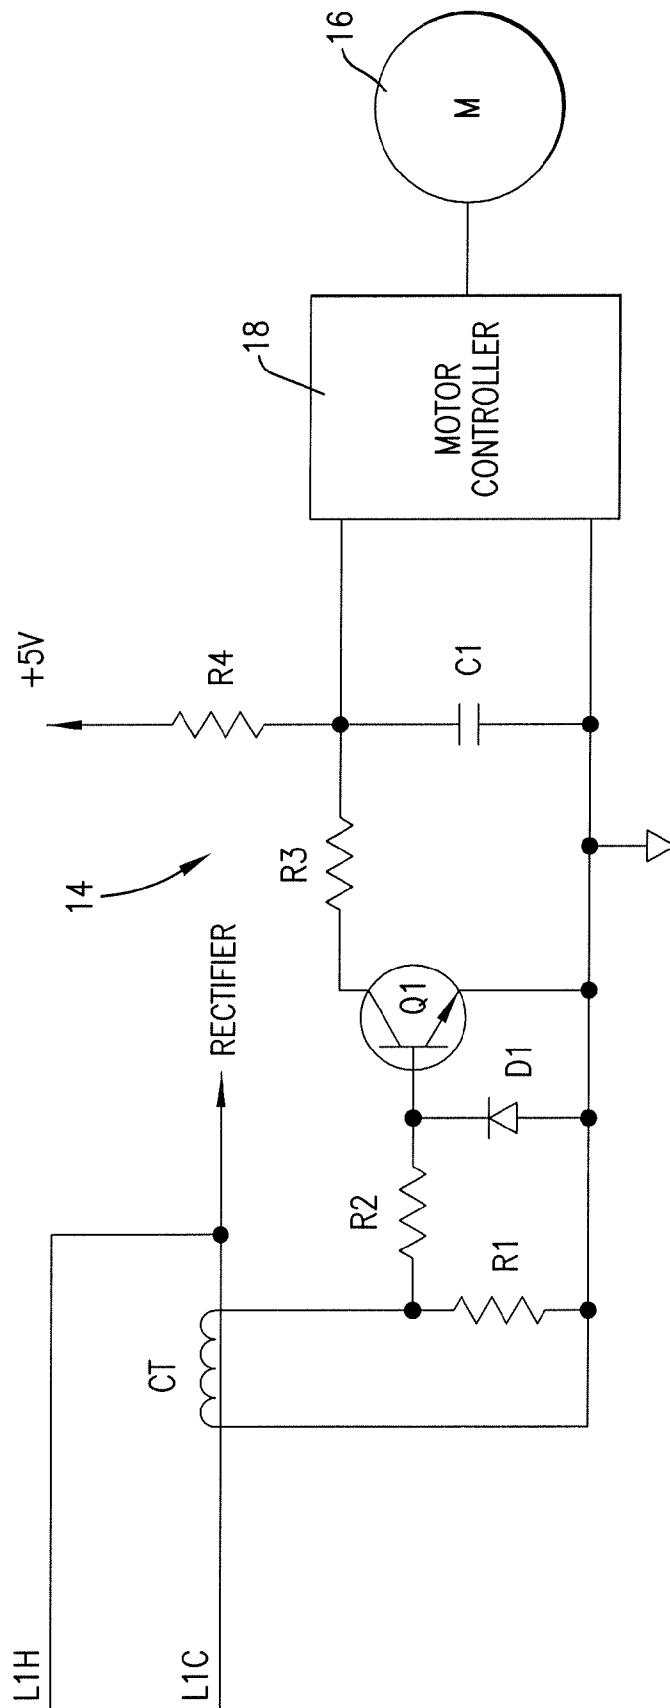 L1H
L1C
CT
RECTIFIER
14
+5V
R4
R3
R2
R1
D1
Q1
C1
18
MOTOR
CONTROLLER
16
M